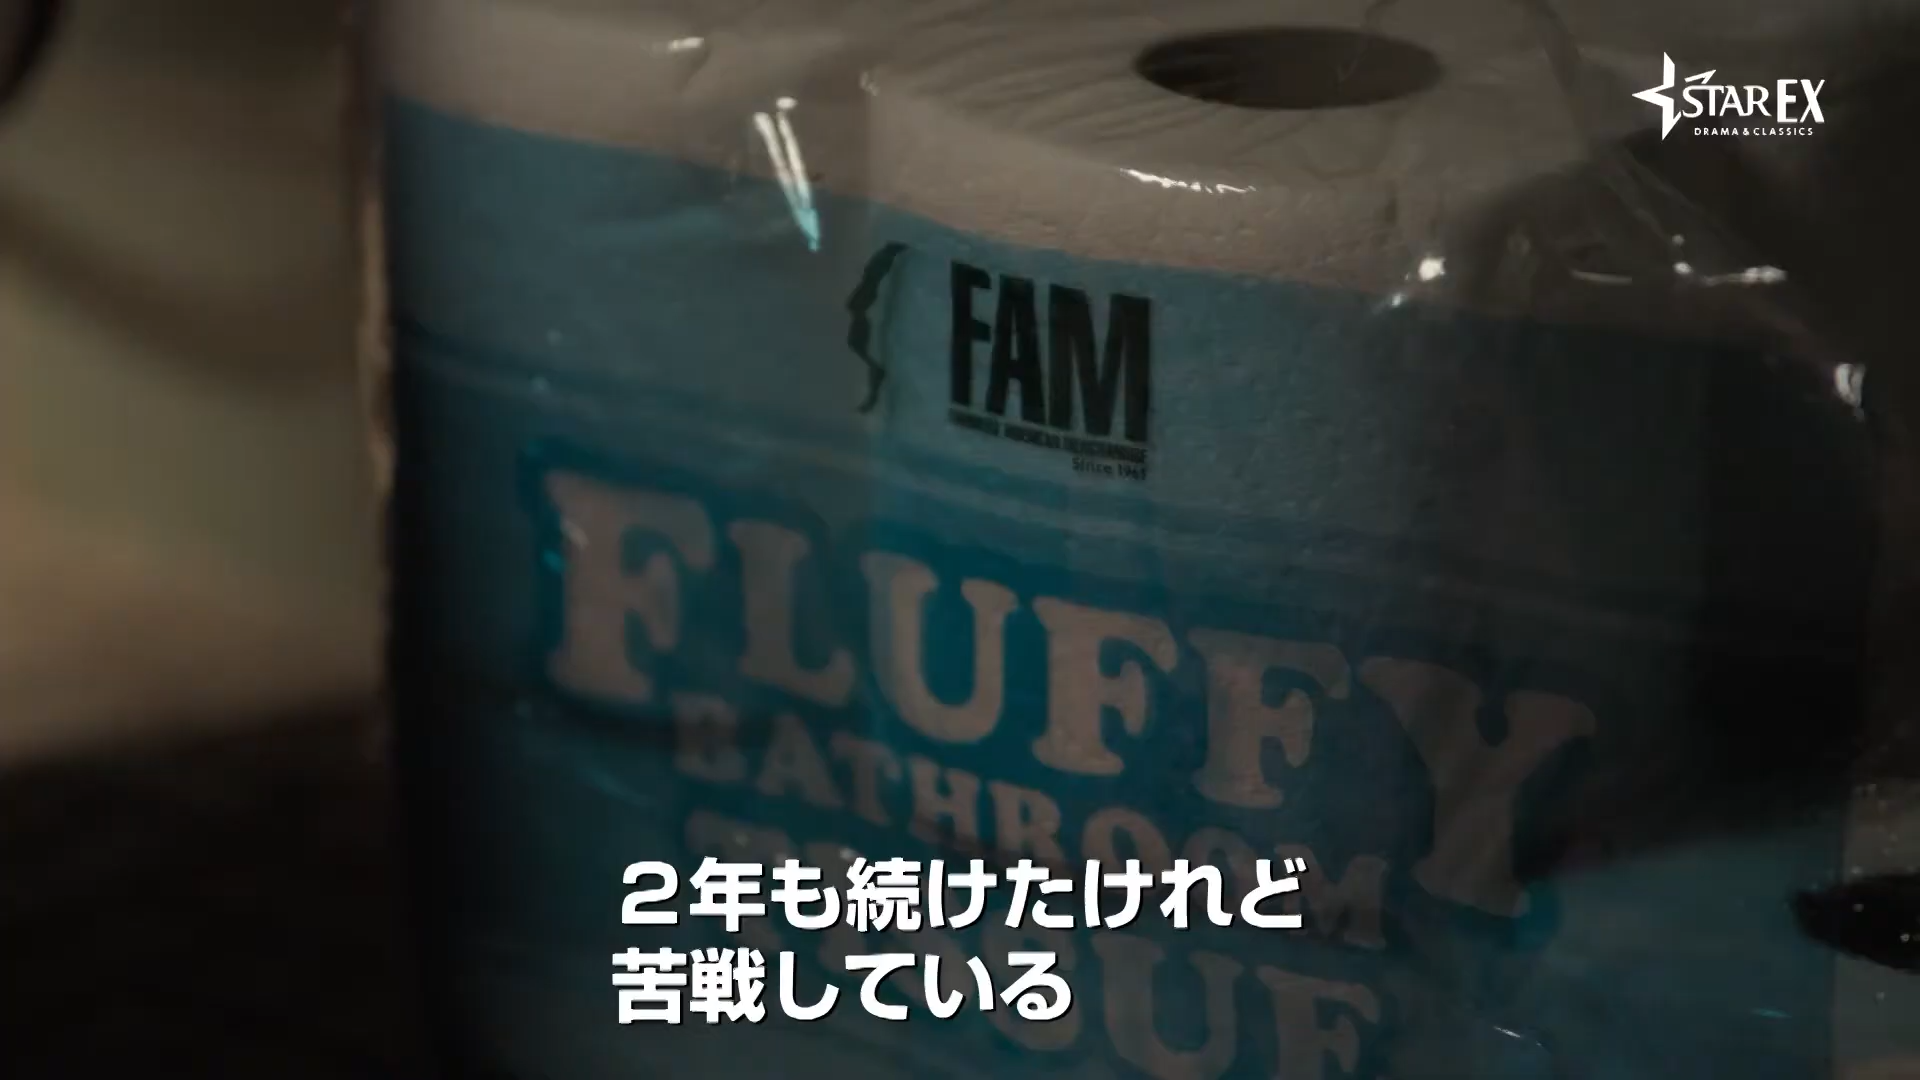 STAR EX
DRAMA & CLASSICS
FAM
Since 1961
FLUFFY
BATHROOM
TISSUE
2年も続けたけれど
苦戦している